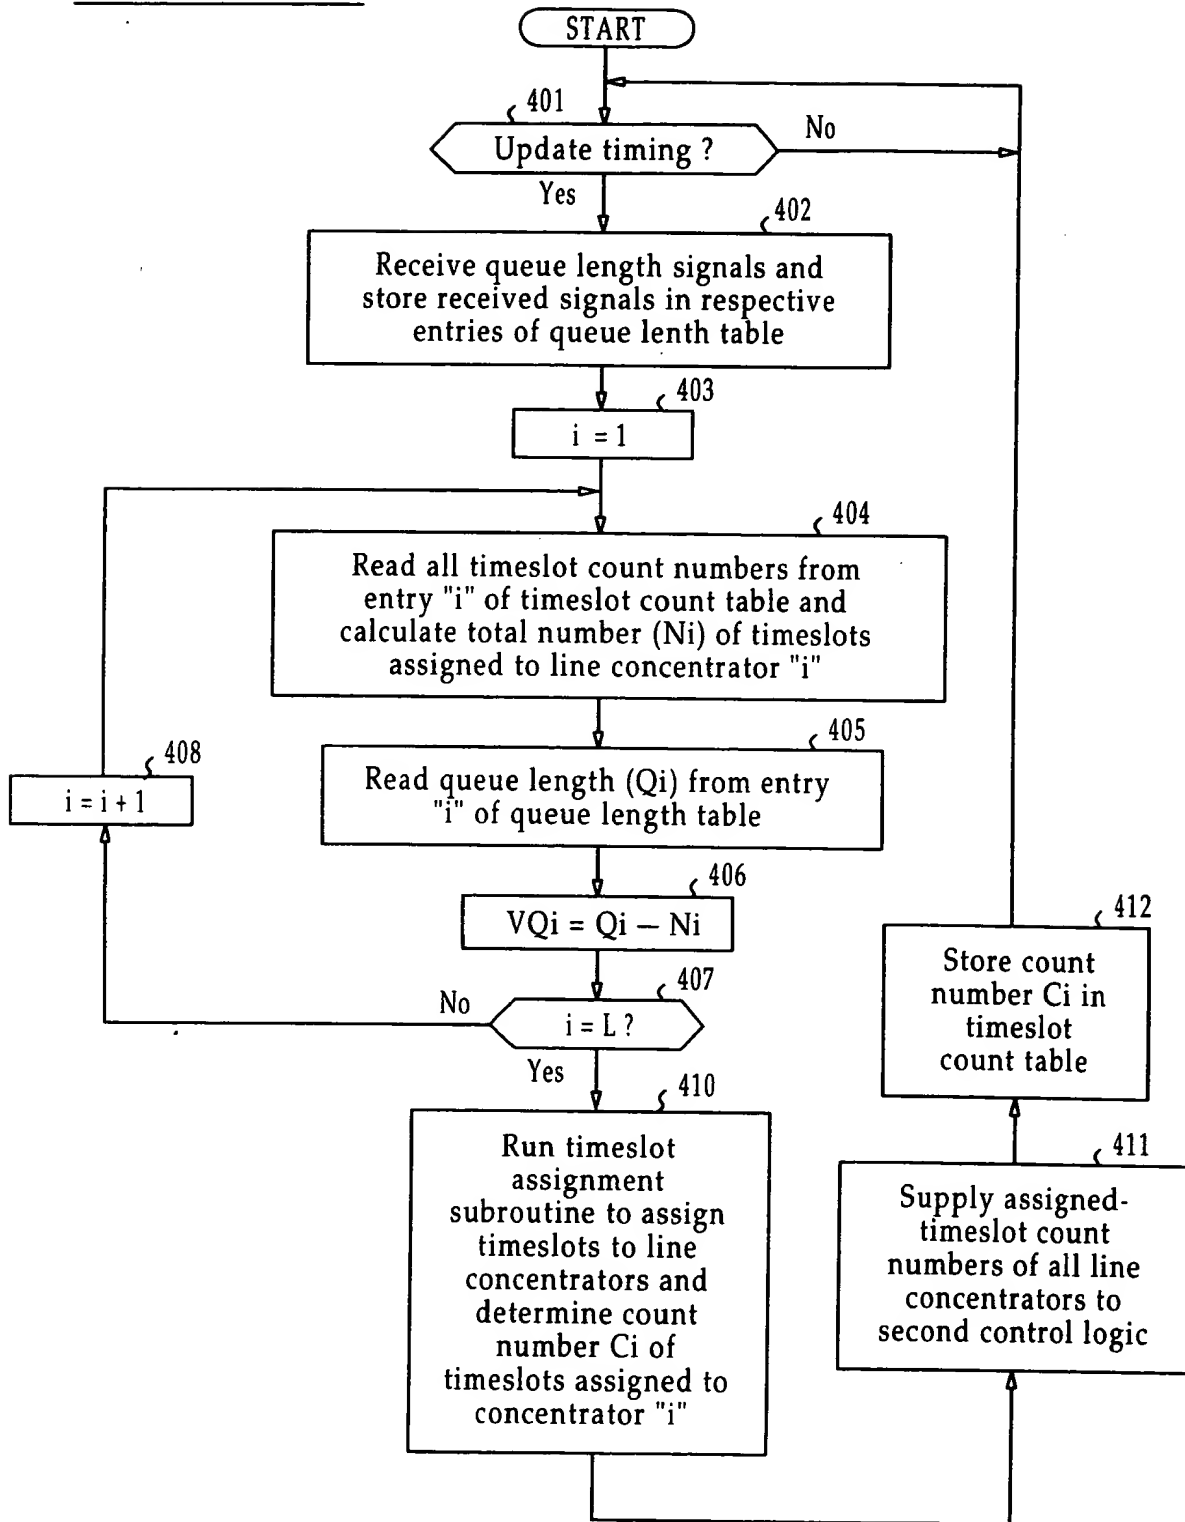 START
401
Update timing ?
No
Yes
402
Receive queue length signals and
store received signals in respective
entries of queue lenth table
403
i = 1
404
Read all timeslot count numbers from
entry "i" of timeslot count table and
calculate total number (Ni) of timeslots
assigned to line concentrator "i"
405
Read queue length (Qi) from entry
"i" of queue length table
408
i = i + 1
406
VQi = Qi — Ni
407
i = L ?
No
Yes
410
Run timeslot
assignment
subroutine to assign
timeslots to line
concentrators and
determine count
number Ci of
timeslots assigned to
concentrator "i"
412
Store count
number Ci in
timeslot
count table
411
Supply assigned-
timeslot count
numbers of all line
concentrators to
second control logic